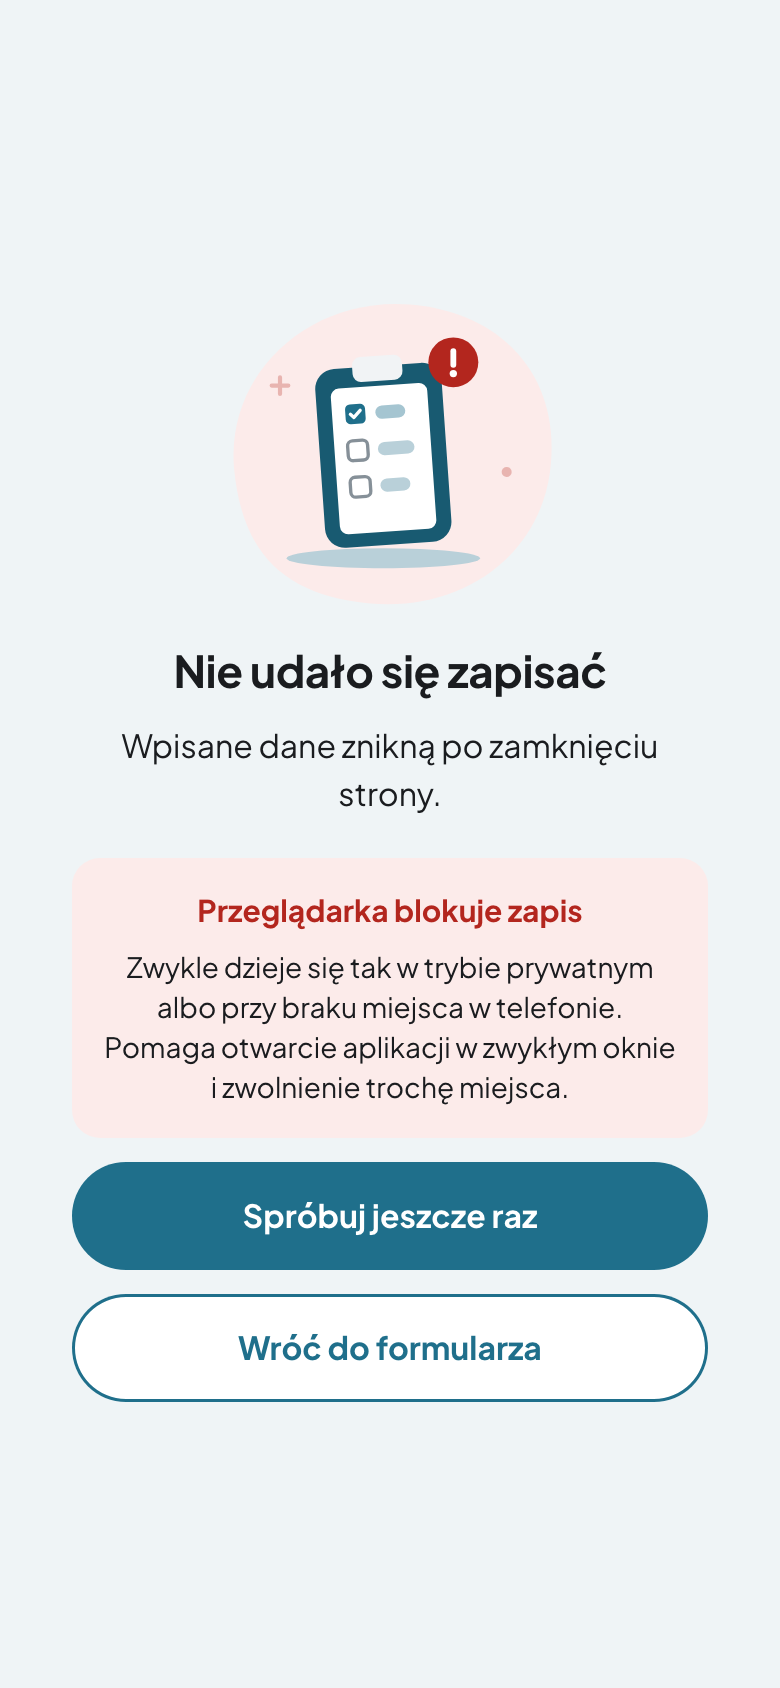 Nie udało się zapisać
Wpisane dane znikną po zamknięciu
strony.
Przeglądarka blokuje zapis
Zwykle dzieje się tak w trybie prywatnym
albo przy braku miejsca w telefonie.
Pomaga otwarcie aplikacji w zwykłym oknie
i zwolnienie trochę miejsca.
Spróbuj jeszcze raz
Wróć do formularza